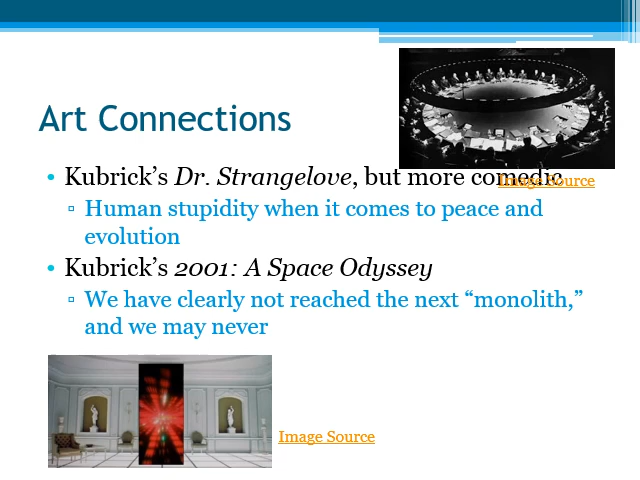 Art Connections
• Kubrick’s Dr. Strangelove, but more comedic
Image Source
▫ Human stupidity when it comes to peace and
evolution
• Kubrick’s 2001: A Space Odyssey
▫ We have clearly not reached the next “monolith,”
and we may never
Image Source